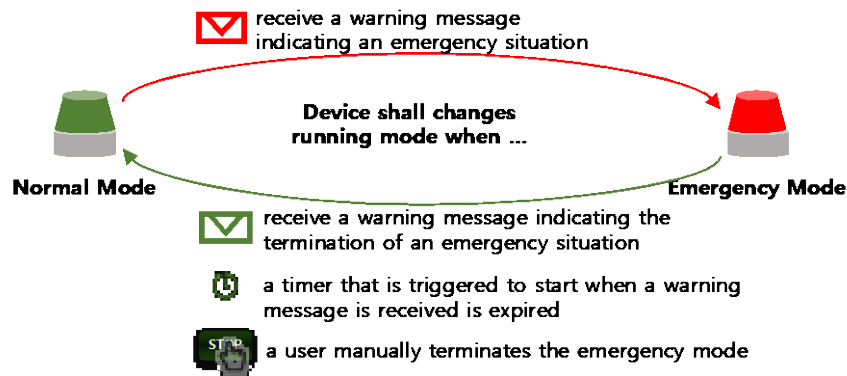 receive a warning message
indicating an emergency situation
Device shall changes
running mode when ...
Normal Mode
Emergency Mode
receive a warning message indicating the
termination of an emergency situation
a timer that is triggered to start when a warning
message is received is expired
STOP
a user manually terminates the emergency mode